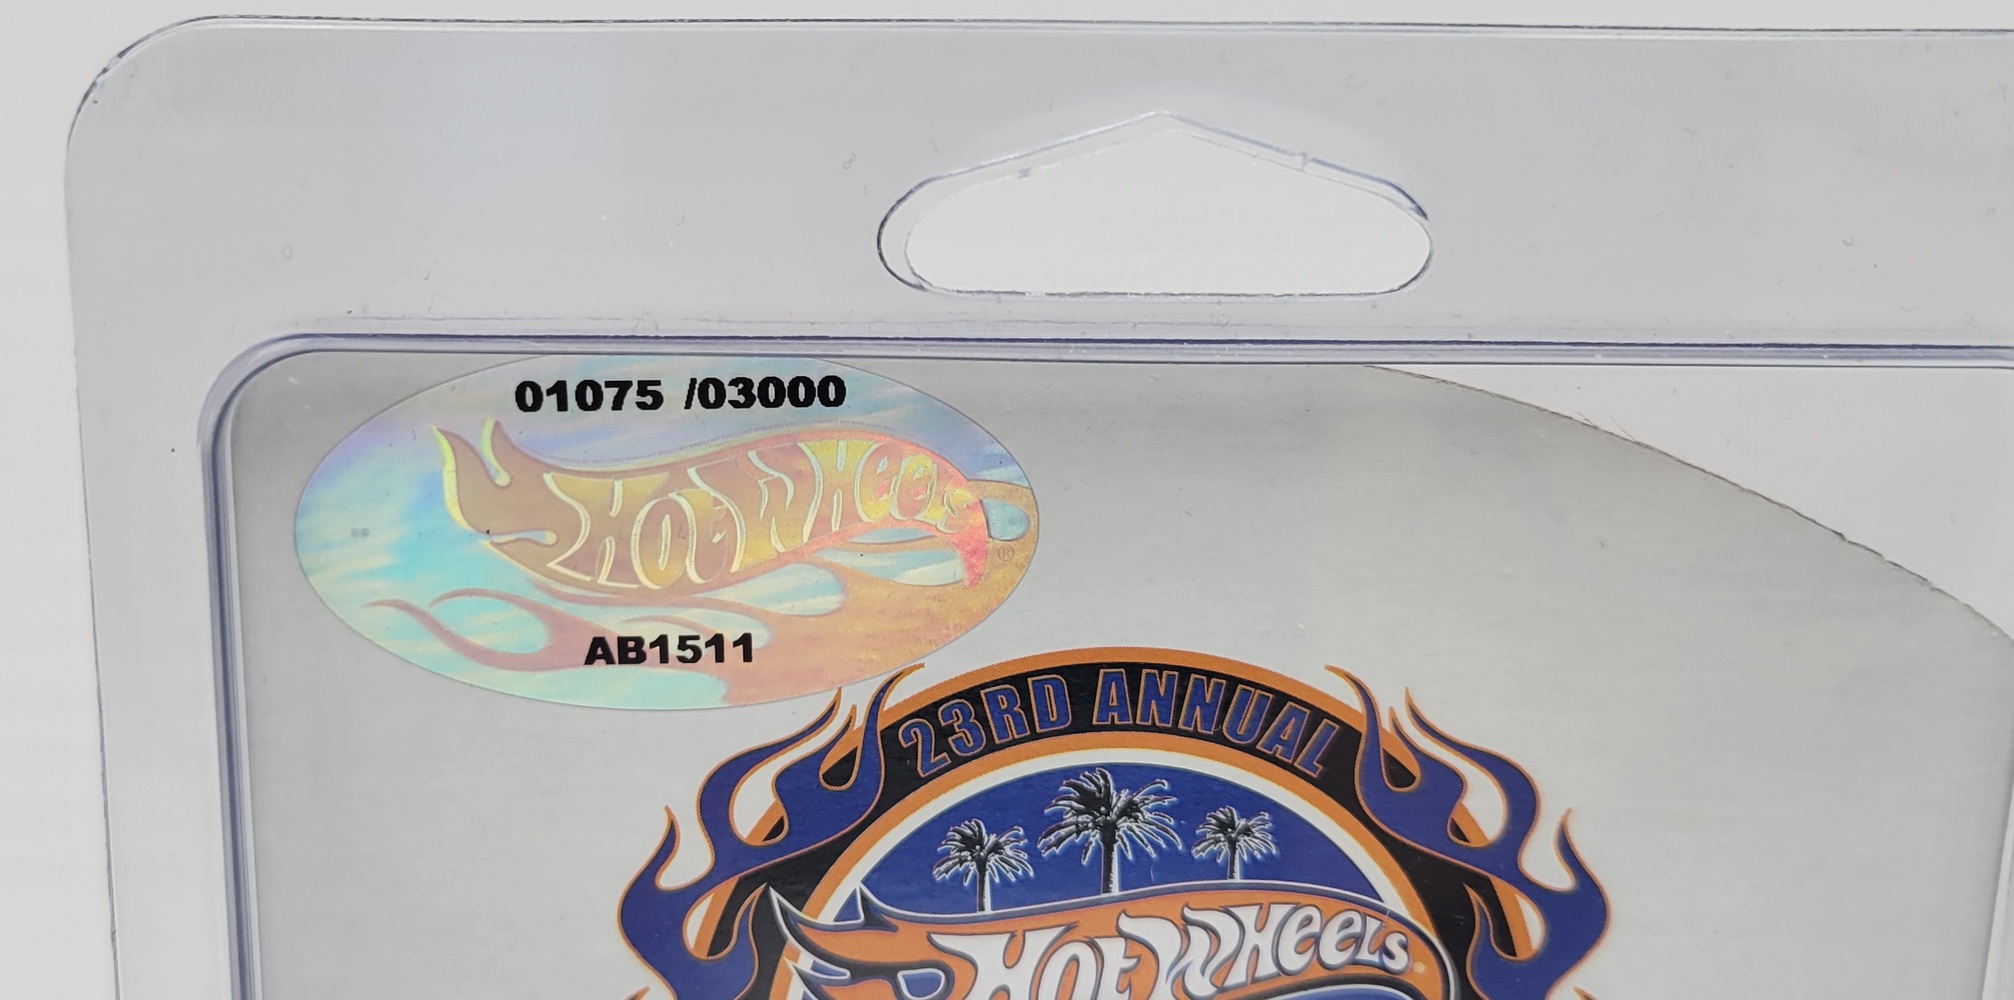 01075 /03000
HOT WHEELS ®
AB1511
23RD ANNUAL
HOT WHEELS